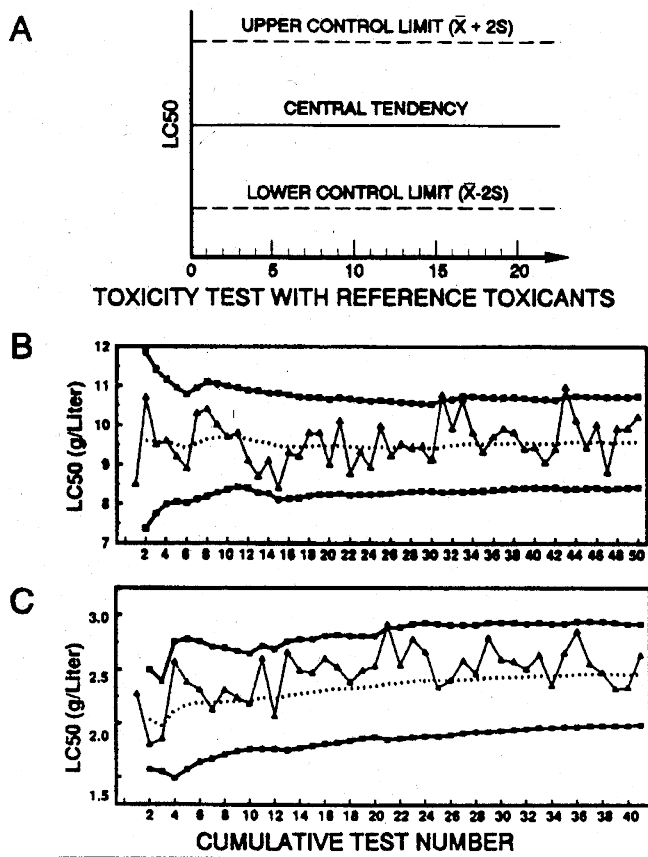 A
UPPER CONTROL LIMIT (X̄ + 2S)
CENTRAL TENDENCY
LOWER CONTROL LIMIT (X̄-2S)
LC50
0 5 10 15 20
TOXICITY TEST WITH REFERENCE TOXICANTS
B
12
11
10
9
8
7
LC50 (g/Liter)
2 4 6 8 10 12 14 16 18 20 22 24 26 28 30 32 34 36 38 40 42 44 46 48 50
C
3.0
2.5
2.0
1.5
LC50 (g/Liter)
2 4 6 8 10 12 14 16 18 20 22 24 26 28 30 32 34 36 38 40
CUMULATIVE TEST NUMBER